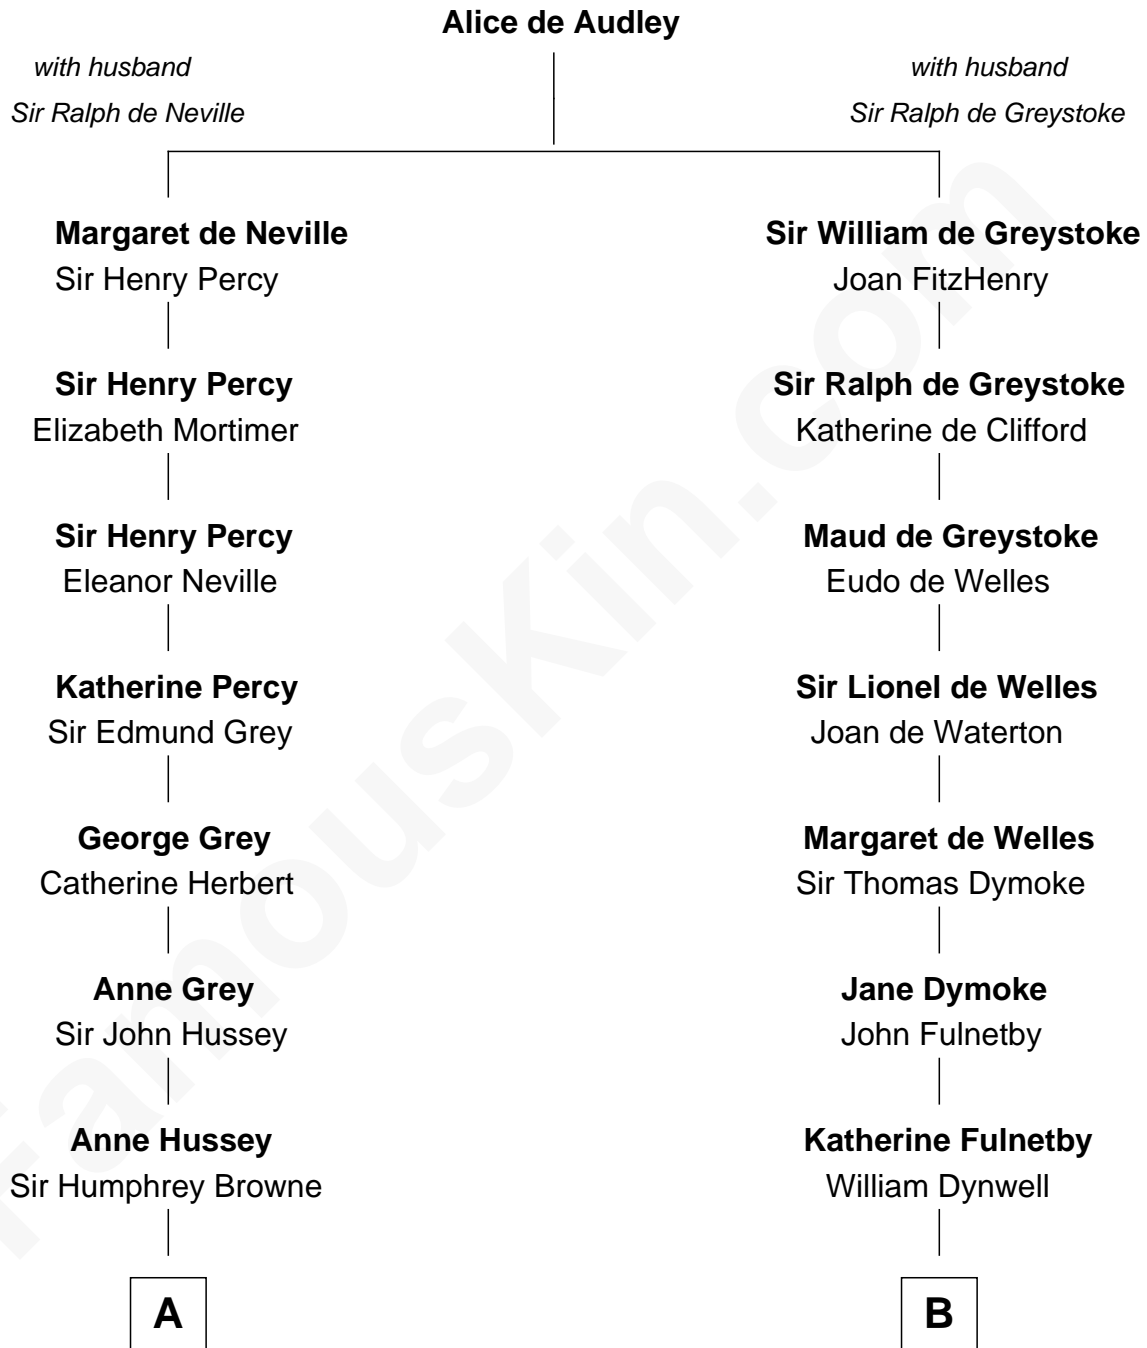 Alice de Audley
with husband
Sir Ralph de Neville
with husband
Sir Ralph de Greystoke
Margaret de Neville
Sir Henry Percy
Sir William de Greystoke
Joan FitzHenry
Sir Henry Percy
Elizabeth Mortimer
Sir Ralph de Greystoke
Katherine de Clifford
Sir Henry Percy
Eleanor Neville
Maud de Greystoke
Eudo de Welles
Katherine Percy
Sir Edmund Grey
Sir Lionel de Welles
Joan de Waterton
George Grey
Catherine Herbert
Margaret de Welles
Sir Thomas Dymoke
Anne Grey
Sir John Hussey
Jane Dymoke
John Fulnetby
Anne Hussey
Sir Humphrey Browne
Katherine Fulnetby
William Dynwell
A
B
FamousKin.com